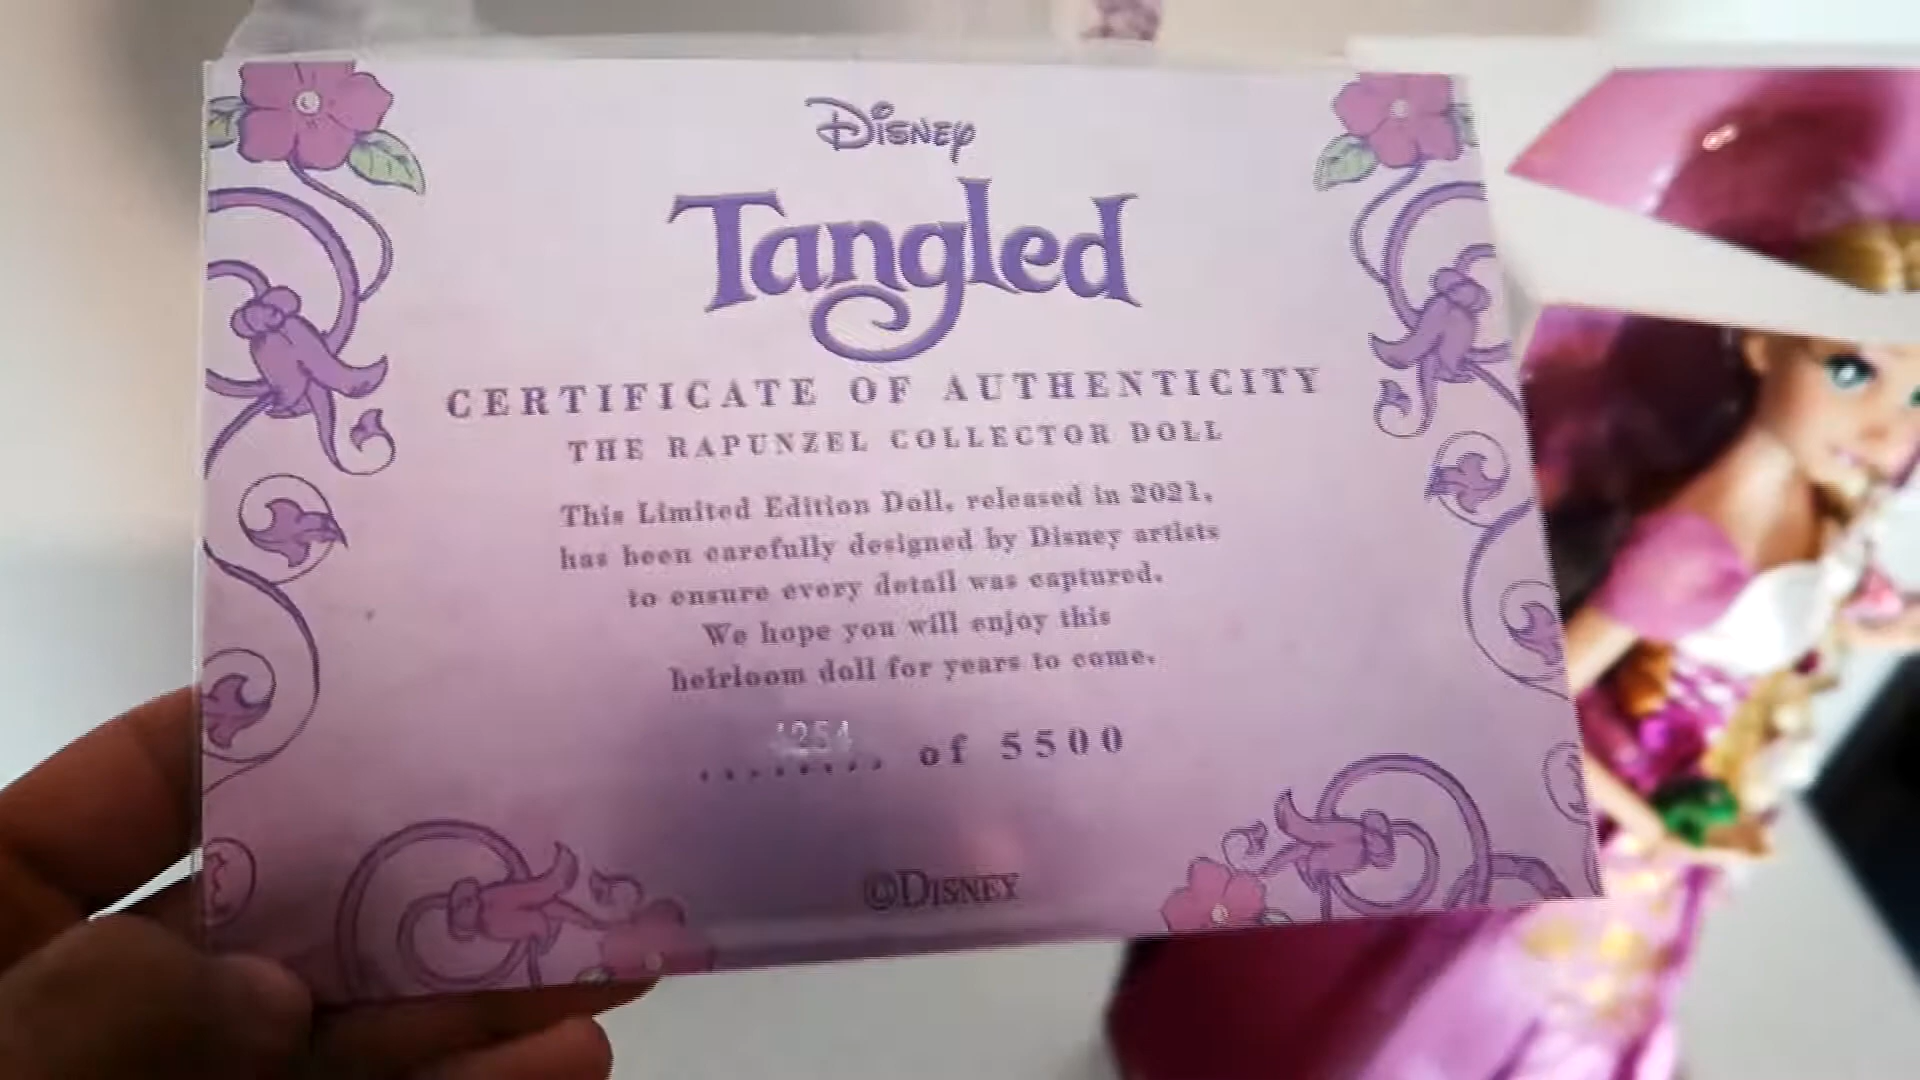 Disney
Tangled
CERTIFICATE OF AUTHENTICITY
THE RAPUNZEL COLLECTOR DOLL
This Limited Edition Doll, released in 2021,
has been carefully designed by Disney artists
to ensure every detail was captured.
We hope you will enjoy this
heirloom doll for years to come.
of 5500
©DISNEY